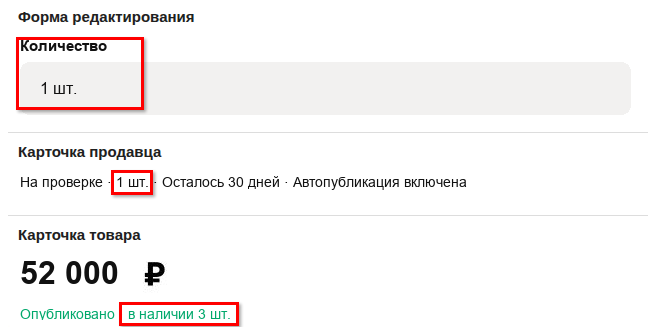 Форма редактирования
Количество
1 шт.
Карточка продавца
На проверке · 1 шт. · Осталось 30 дней · Автопубликация включена
Карточка товара
52 000 ₽
Опубликовано в наличии 3 шт.